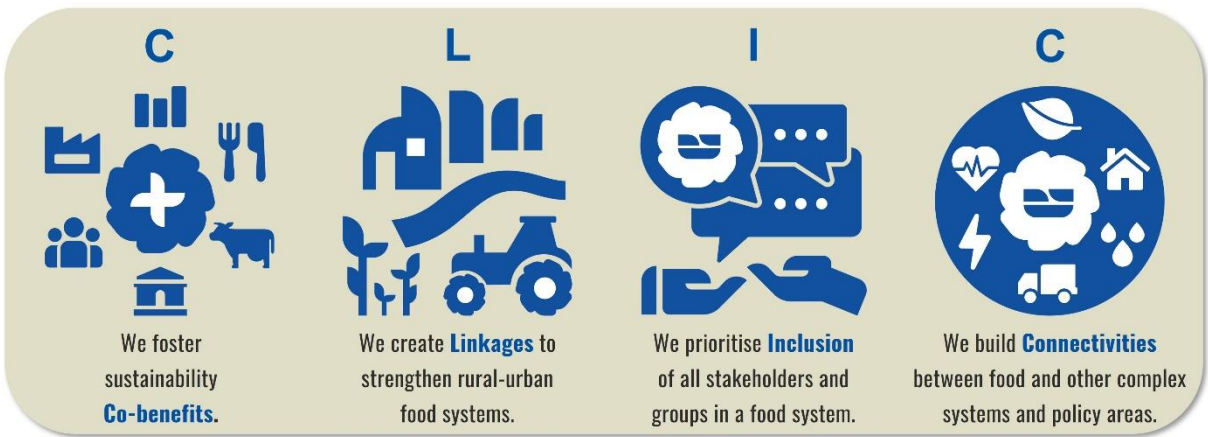 C
We foster
sustainability
Co-benefits.
L
We create Linkages to
strengthen rural-urban
food systems.
I
We prioritise Inclusion
of all stakeholders and
groups in a food system.
C
We build Connectivities
between food and other complex
systems and policy areas.